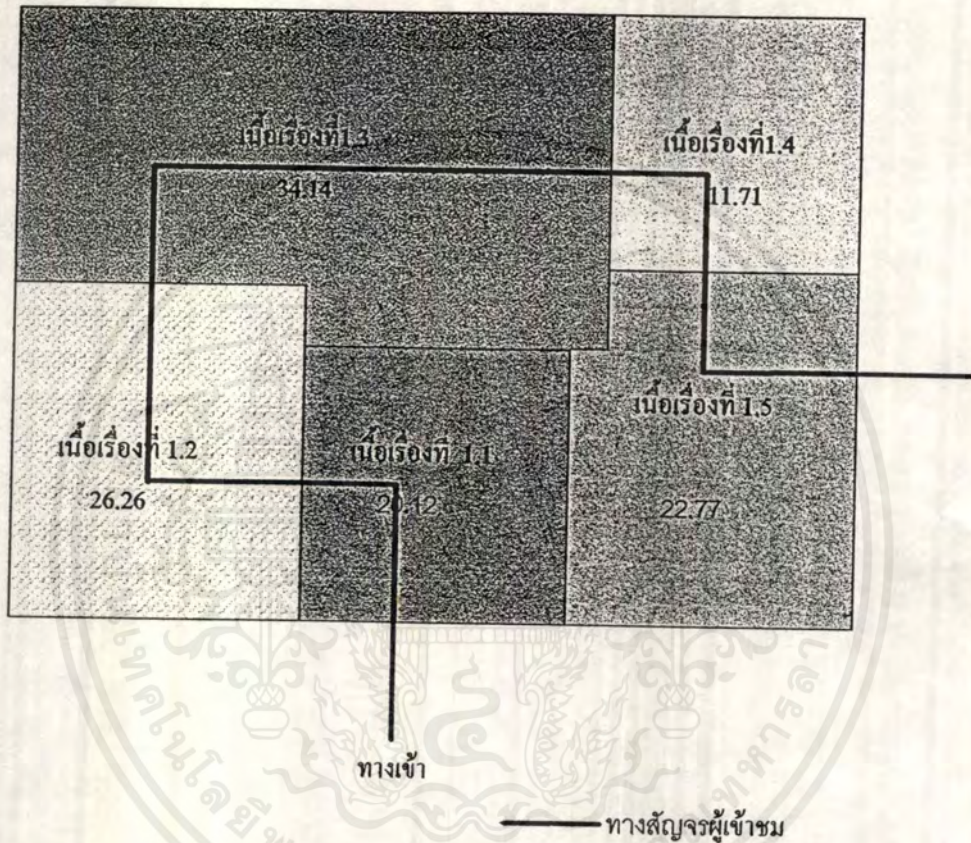 เนื้อเรื่องที่1.3
34.14
เนื้อเรื่องที่1.4
11.71
เนื้อเรื่องที่ 1.2
26.26
เนื้อเรื่องที่ 1.1
20.12
เนื้อเรื่องที่ 1.5
22.77
ทางเข้า
ทางสัญจรผู้เข้าชม